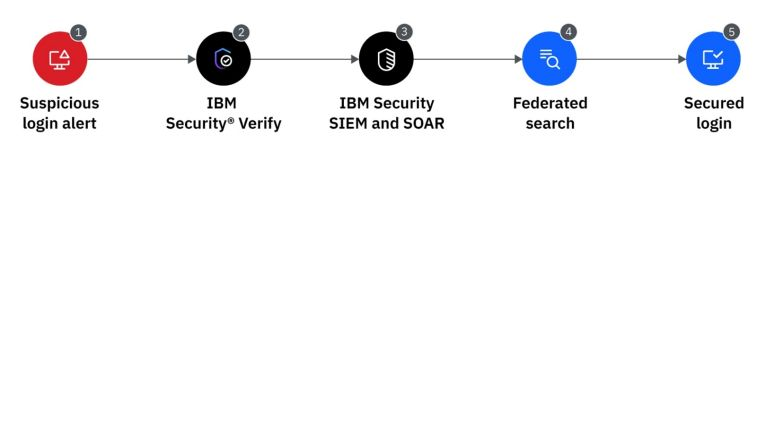 1
2
3
4
5
Suspicious
login alert
IBM
Security® Verify
IBM Security
SIEM and SOAR
Federated
search
Secured
login